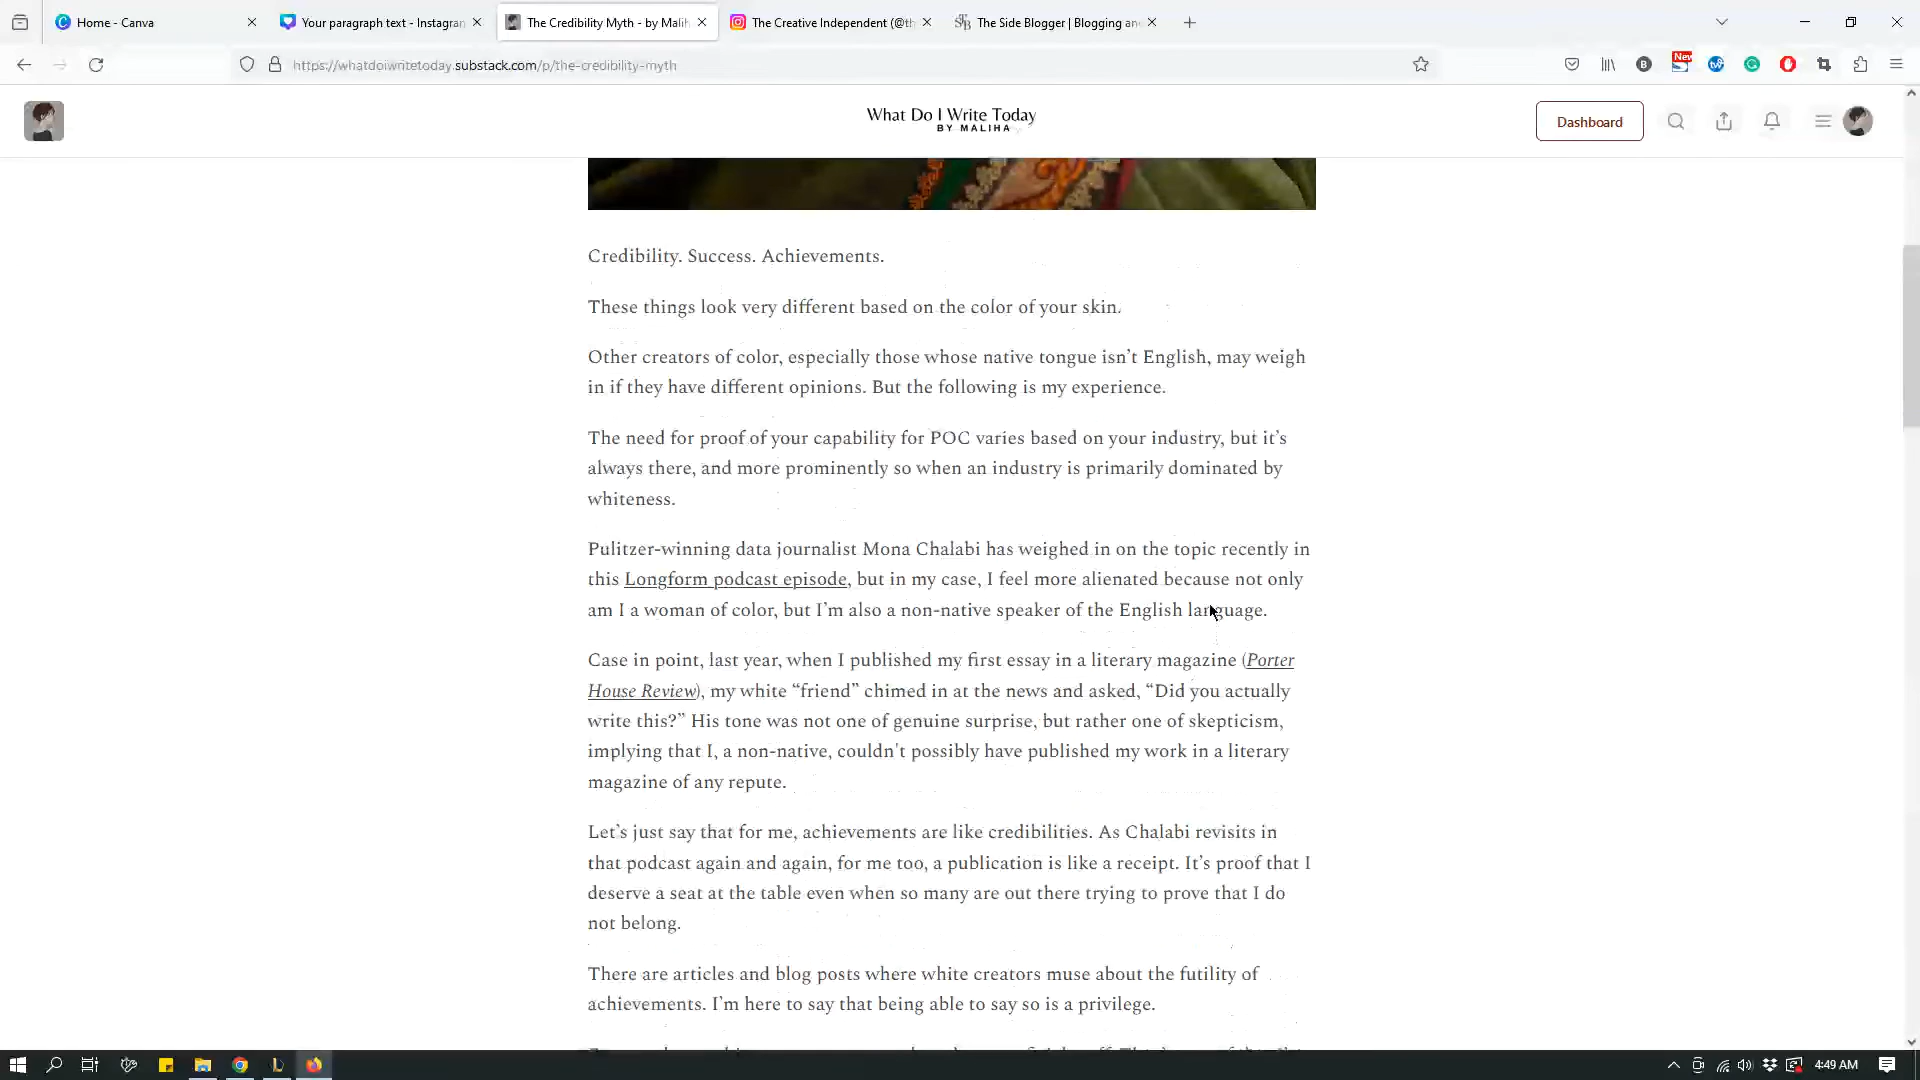 Home - Canva
Your paragraph text - Instagram
The Credibility Myth - by Malih
The Creative Independent (@th
The Side Blogger | Blogging an
https://whatdoiwritetoday.substack.com/p/the-credibility-myth
New
What Do I Write Today
BY MALIHA
Dashboard
Credibility. Success. Achievements.
These things look very different based on the color of your skin.
Other creators of color, especially those whose native tongue isn’t English, may weigh
in if they have different opinions. But the following is my experience.
The need for proof of your capability for POC varies based on your industry, but it’s
always there, and more prominently so when an industry is primarily dominated by
whiteness.
Pulitzer-winning data journalist Mona Chalabi has weighed in on the topic recently in
this Longform podcast episode, but in my case, I feel more alienated because not only
am I a woman of color, but I’m also a non-native speaker of the English language.
Case in point, last year, when I published my first essay in a literary magazine (Porter
House Review), my white “friend” chimed in at the news and asked, “Did you actually
write this?” His tone was not one of genuine surprise, but rather one of skepticism,
implying that I, a non-native, couldn't possibly have published my work in a literary
magazine of any repute.
Let’s just say that for me, achievements are like credibilities. As Chalabi revisits in
that podcast again and again, for me too, a publication is like a receipt. It’s proof that I
deserve a seat at the table even when so many are out there trying to prove that I do
not belong.
There are articles and blog posts where white creators muse about the futility of
achievements. I’m here to say that being able to say so is a privilege.
4:49 AM